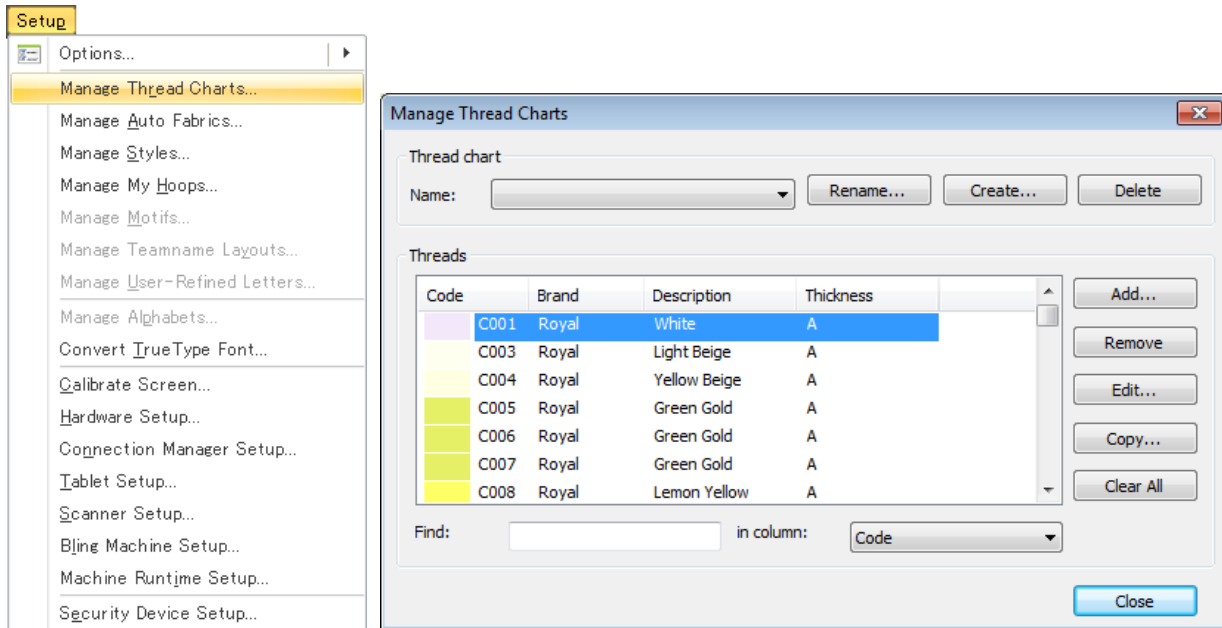 Setup
Options...
Manage Thread Charts...
Manage Auto Fabrics...
Manage Styles...
Manage My Hoops...
Manage Motifs...
Manage Teamname Layouts...
Manage User-Refined Letters...
Manage Alphabets...
Convert TrueType Font...
Calibrate Screen...
Hardware Setup...
Connection Manager Setup...
Tablet Setup...
Scanner Setup...
Bling Machine Setup...
Machine Runtime Setup...
Security Device Setup...
Manage Thread Charts
Thread chart
Name: Rename... Create... Delete
Threads
Code Brand Description Thickness
C001 Royal White A
C003 Royal Light Beige A
C004 Royal Yellow Beige A
C005 Royal Green Gold A
C006 Royal Green Gold A
C007 Royal Green Gold A
C008 Royal Lemon Yellow A
Add...
Remove
Edit...
Copy...
Clear All
Find: in column: Code
Close